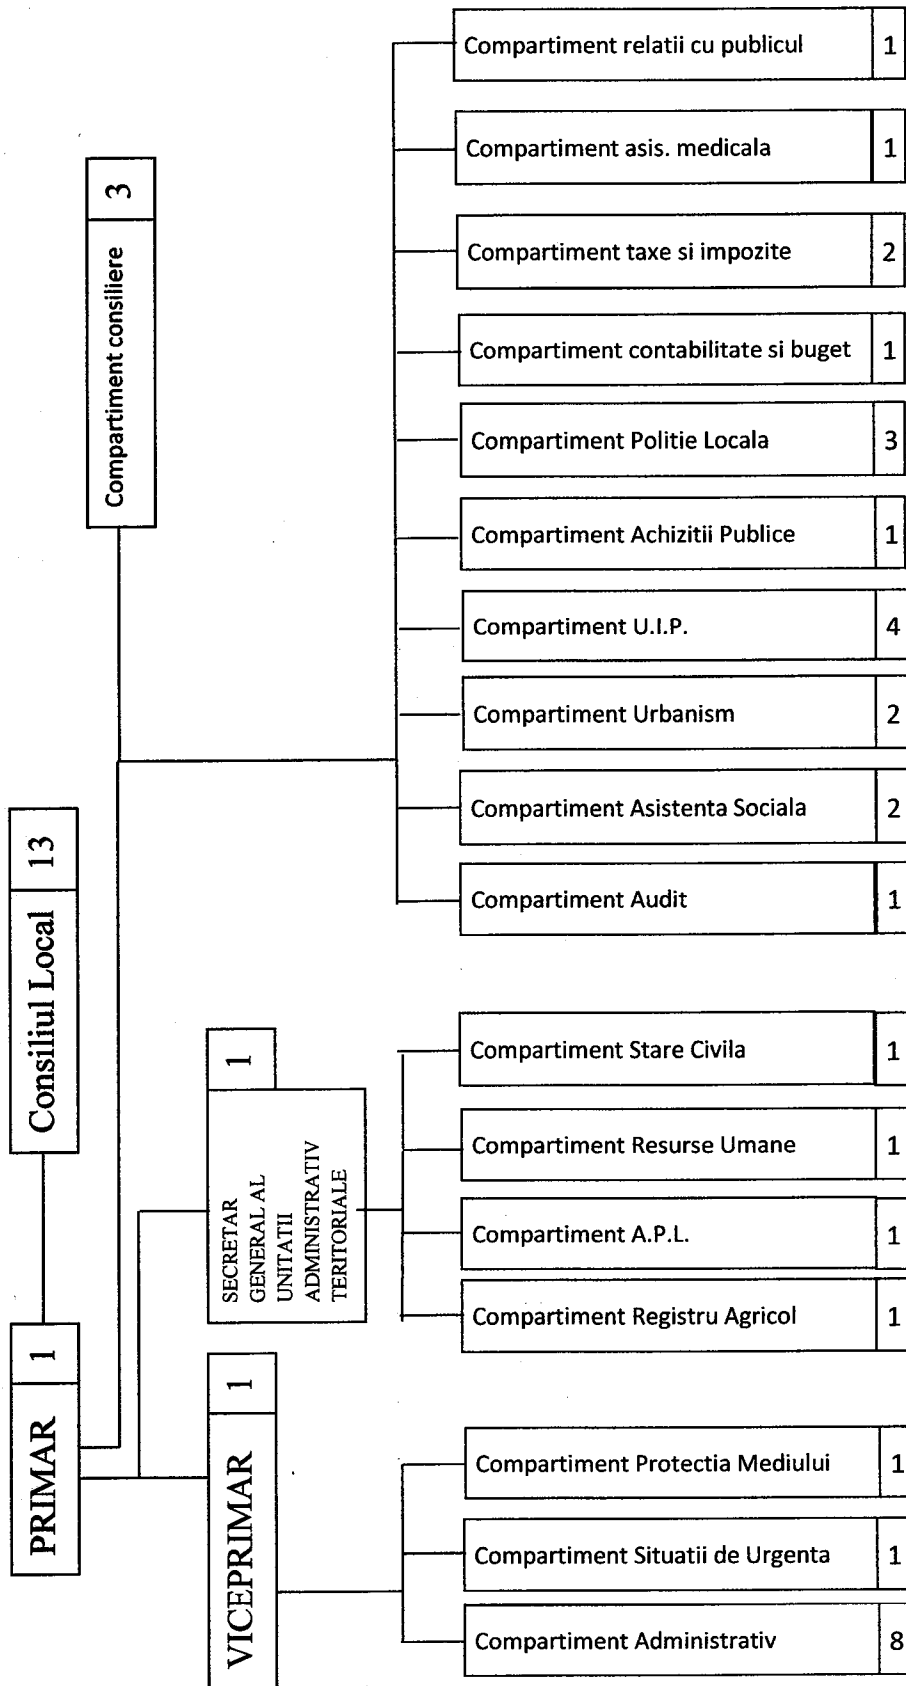 Consiliul Local 13
PRIMAR 1
Compartiment consiliere 3
VICEPRIMAR 1
SECRETAR
GENERAL AL
UNITATII
ADMINISTRATIV
TERITORIALE
1
Compartiment relatii cu publicul 1
Compartiment asis. medicala 1
Compartiment taxe si impozite 2
Compartiment contabilitate si buget 1
Compartiment Politie Locala 3
Compartiment Achizitii Publice 1
Compartiment U.I.P. 4
Compartiment Urbanism 2
Compartiment Asistenta Sociala 2
Compartiment Audit 1
Compartiment Stare Civila 1
Compartiment Resurse Umane 1
Compartiment A.P.L. 1
Compartiment Registru Agricol 1
Compartiment Protectia Mediului 1
Compartiment Situatii de Urgenta 1
Compartiment Administrativ 8